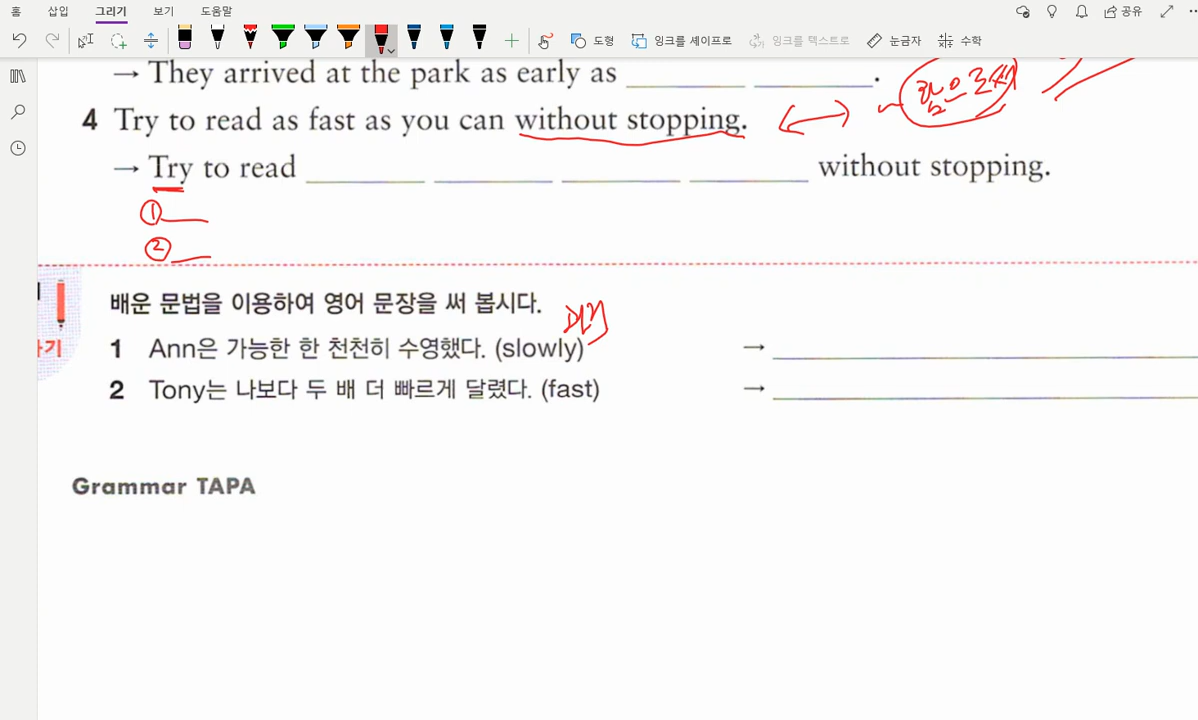 홈 삽입 그리기 보기 도움말
공유
도형 잉크를 셰이프로 잉크를 텍스트로 눈금자 수학
→ They arrived at the park as early as ________ ________.
함으로써
4 Try to read as fast as you can without stopping.
→ Try to read ________ ________ ________ ________ without stopping.
①
②
배운 문법을 이용하여 영어 문장을 써 봅시다.
과거
1 Ann은 가능한 한 천천히 수영했다. (slowly) →
2 Tony는 나보다 두 배 더 빠르게 달렸다. (fast) →
Grammar TAPA